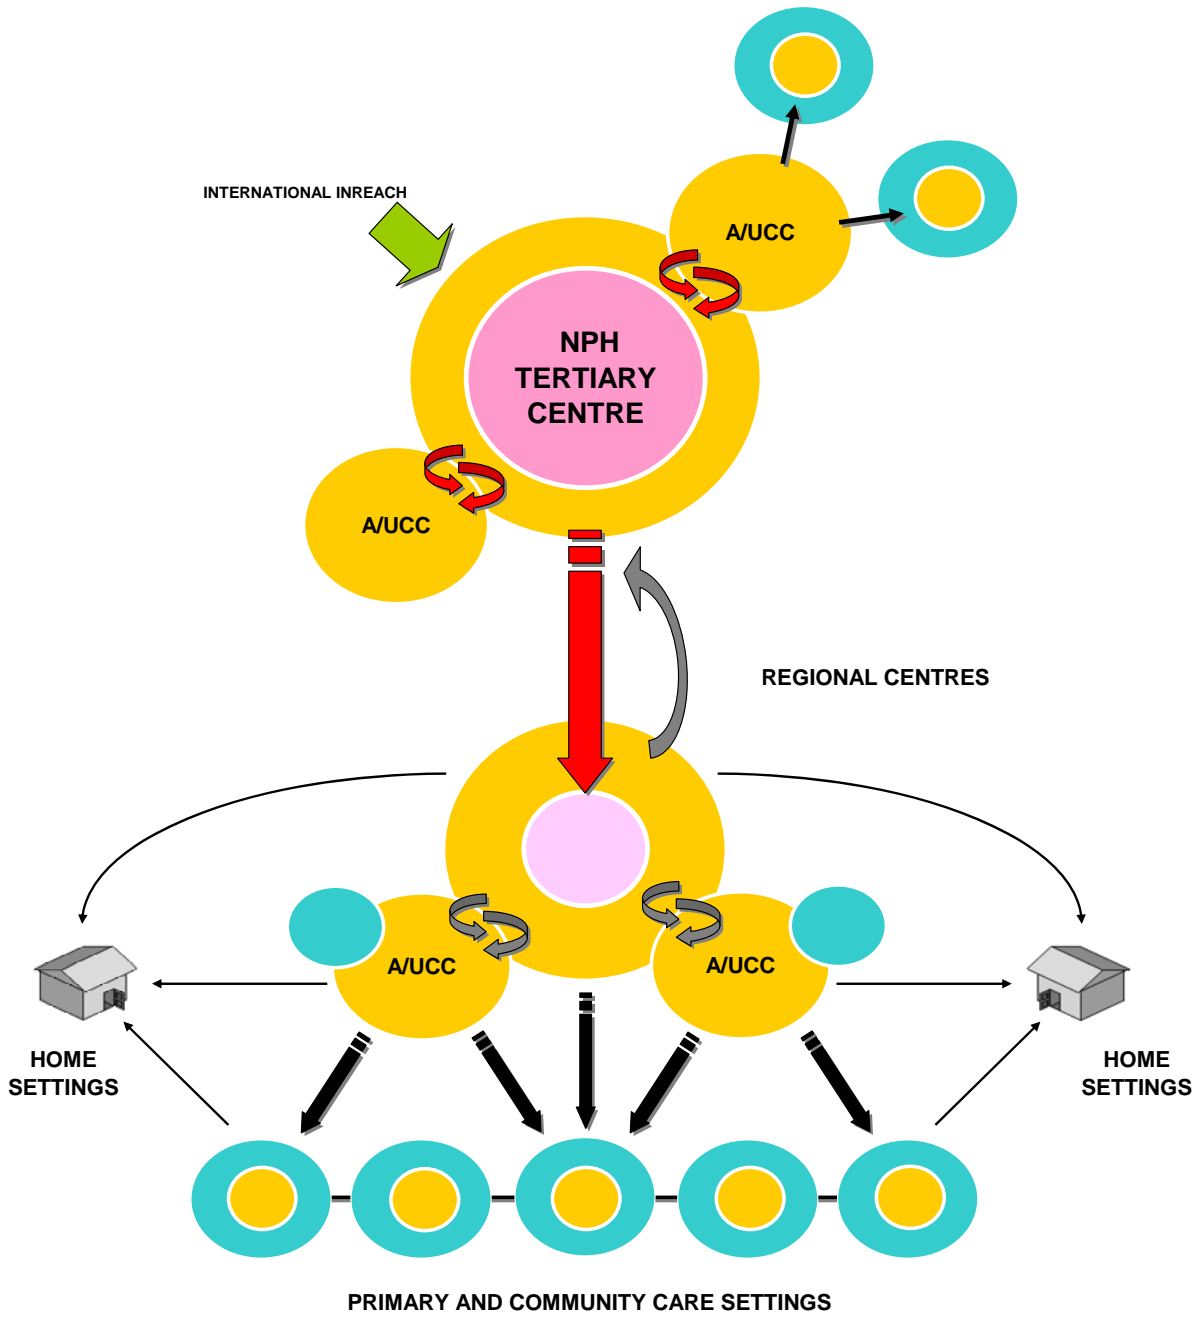 INTERNATIONAL INREACH
A/UCC
NPH
TERTIARY
CENTRE
A/UCC
REGIONAL CENTRES
A/UCC
A/UCC
HOME
SETTINGS
HOME
SETTINGS
PRIMARY AND COMMUNITY CARE SETTINGS